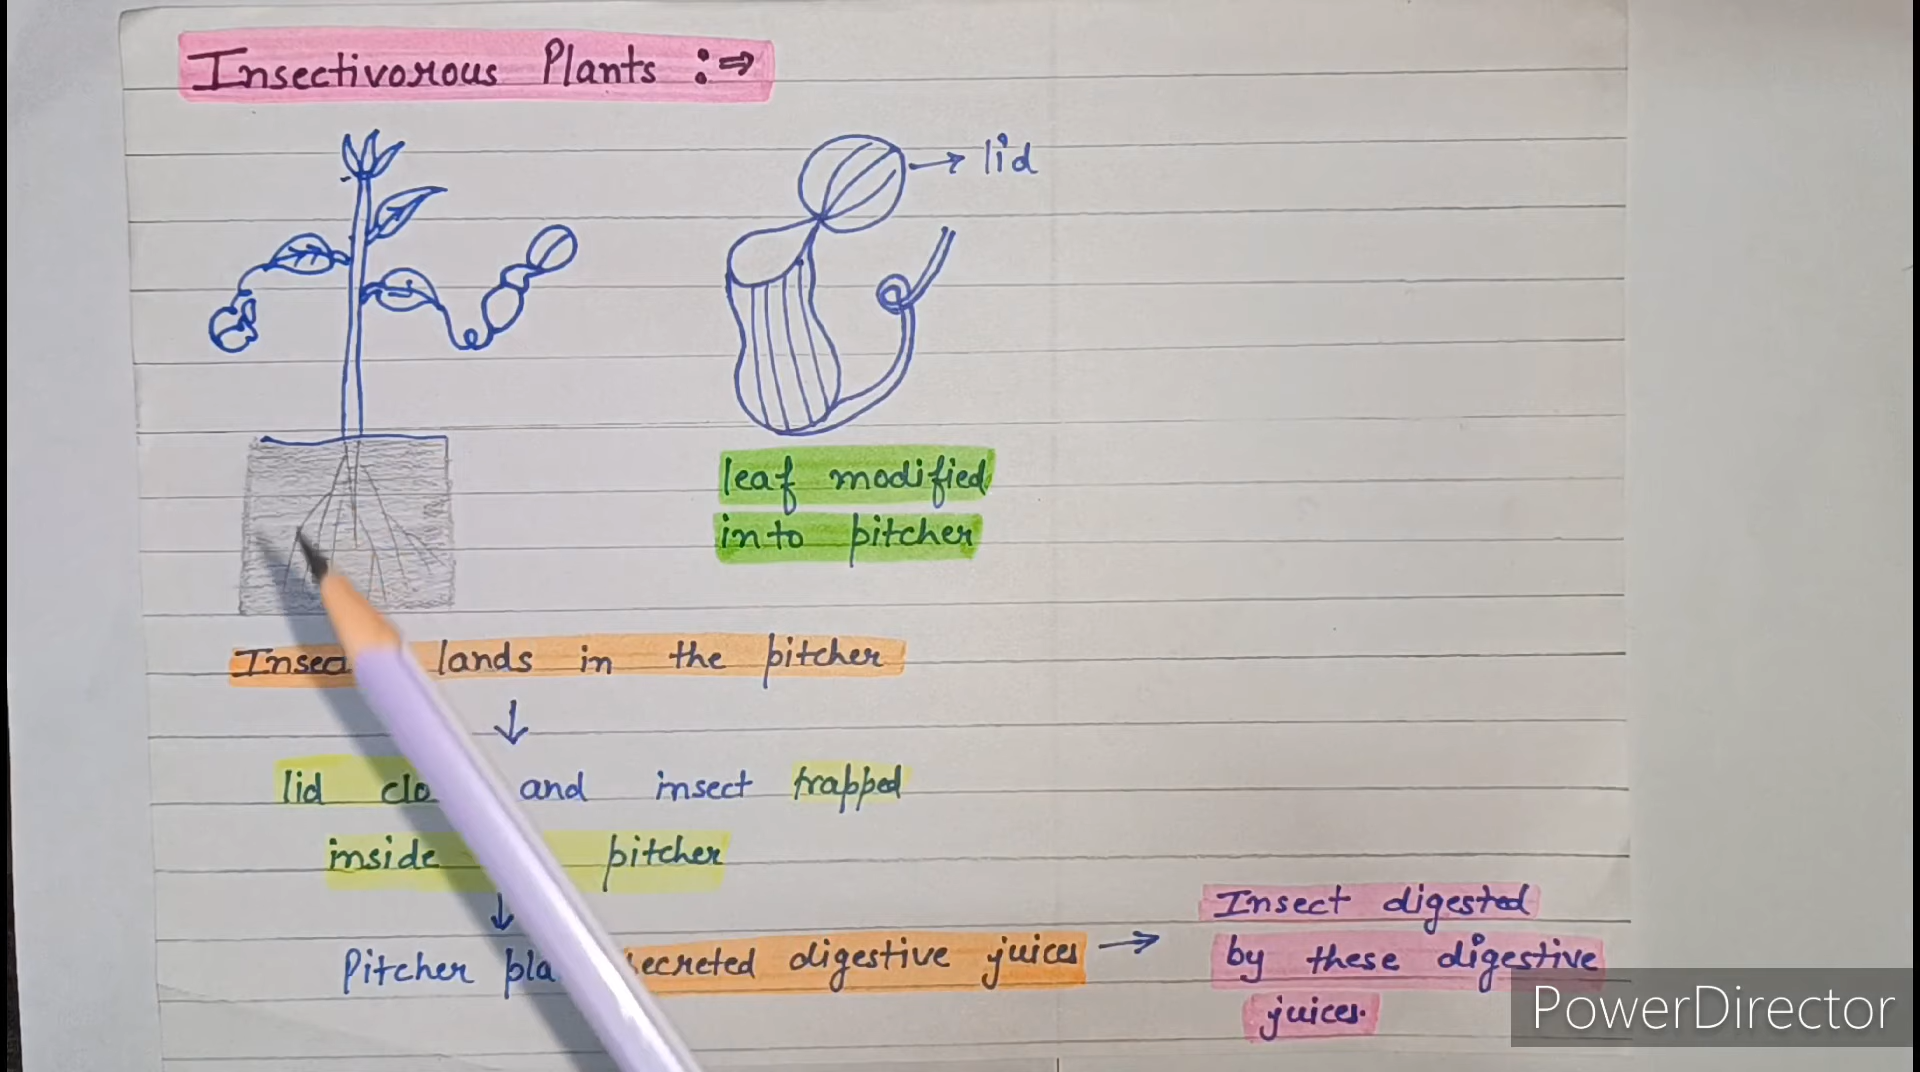 Insectivorous Plants :⇒
→ lid
leaf modified
into pitcher
lands in the pitcher
↓
lid and insect trapped
inside pitcher
↓
Pitcher secreted digestive juices →
Insect digested
by these digestive
juices.
PowerDirector